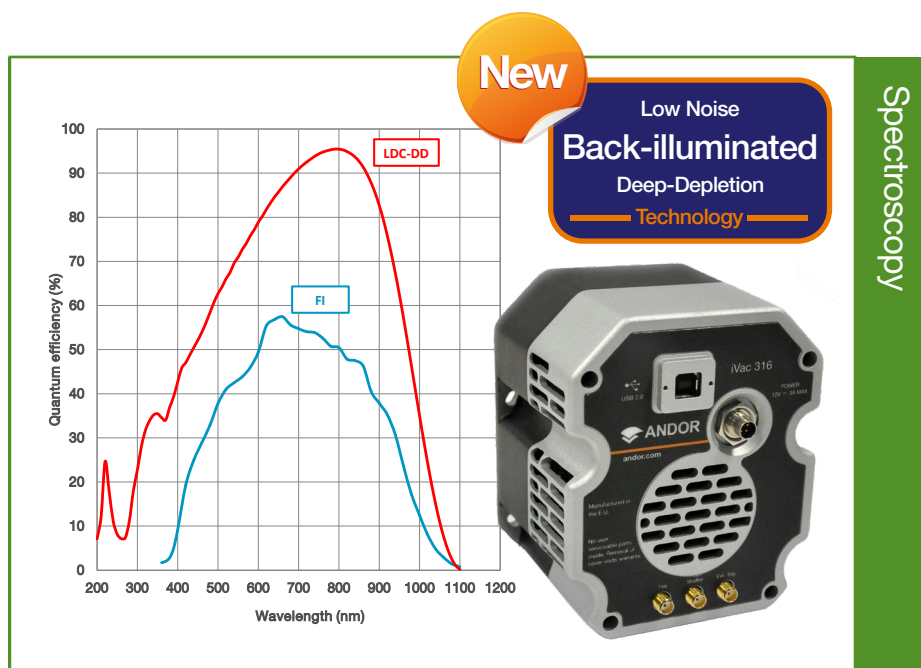 New
Low Noise
Back-illuminated
Deep-Depletion
Technology
Spectroscopy
100
90
80
70
60
50
40
30
20
10
0
200 300 400 500 600 700 800 900 1000 1100 1200
Quantum efficiency (%)
Wavelength (nm)
LDC-DD
FI
iVac 316
USB 2.0
POWER
12V ⎓ 3A MAX
ANDOR
andor.com
Manufactured in
the E.U.
No user
serviceable parts
inside. Removal of
cover voids warranty.
Fire
Shutter
Ext. Trig